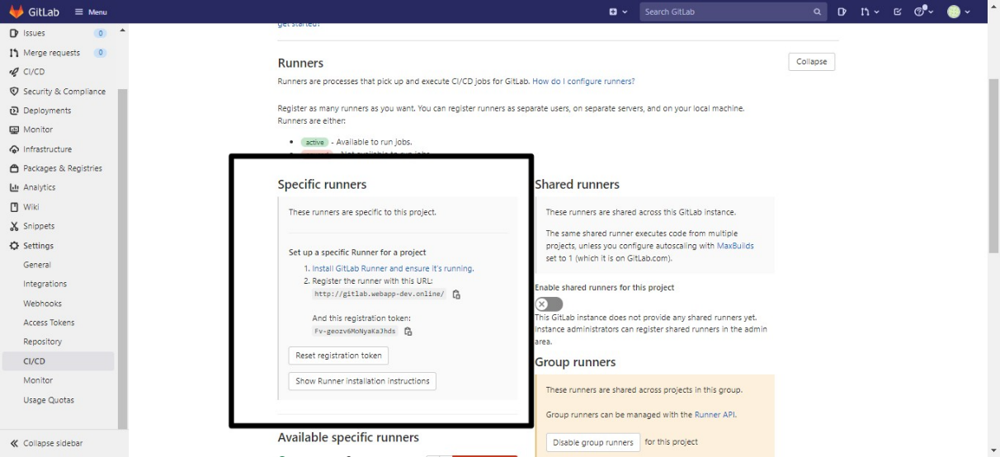 GitLab
Menu
Search GitLab
Issues 0
Merge requests 0
CI/CD
Security & Compliance
Deployments
Monitor
Infrastructure
Packages & Registries
Analytics
Wiki
Snippets
Settings
General
Integrations
Webhooks
Access Tokens
Repository
CI/CD
Monitor
Usage Quotas
Collapse sidebar
get started?
Runners
Collapse
Runners are processes that pick up and execute CI/CD jobs for GitLab. How do I configure runners?
Register as many runners as you want. You can register runners as separate users, on separate servers, and on your local machine.
Runners are either:
active - Available to run jobs.
- Not available to run jobs.
Specific runners
These runners are specific to this project.
Set up a specific Runner for a project
1. Install GitLab Runner and ensure it's running.
2. Register the runner with this URL:
http://gitlab.webapp-dev.online/
And this registration token:
Fv-geozv6MoNyaKaJhds
Reset registration token
Show Runner installation instructions
Available specific runners
Shared runners
These runners are shared across this GitLab instance.
The same shared runner executes code from multiple
projects, unless you configure autoscaling with MaxBuilds
set to 1 (which it is on GitLab.com).
Enable shared runners for this project
This GitLab instance does not provide any shared runners yet.
Instance administrators can register shared runners in the admin
area.
Group runners
These runners are shared across projects in this group.
Group runners can be managed with the Runner API.
Disable group runners for this project